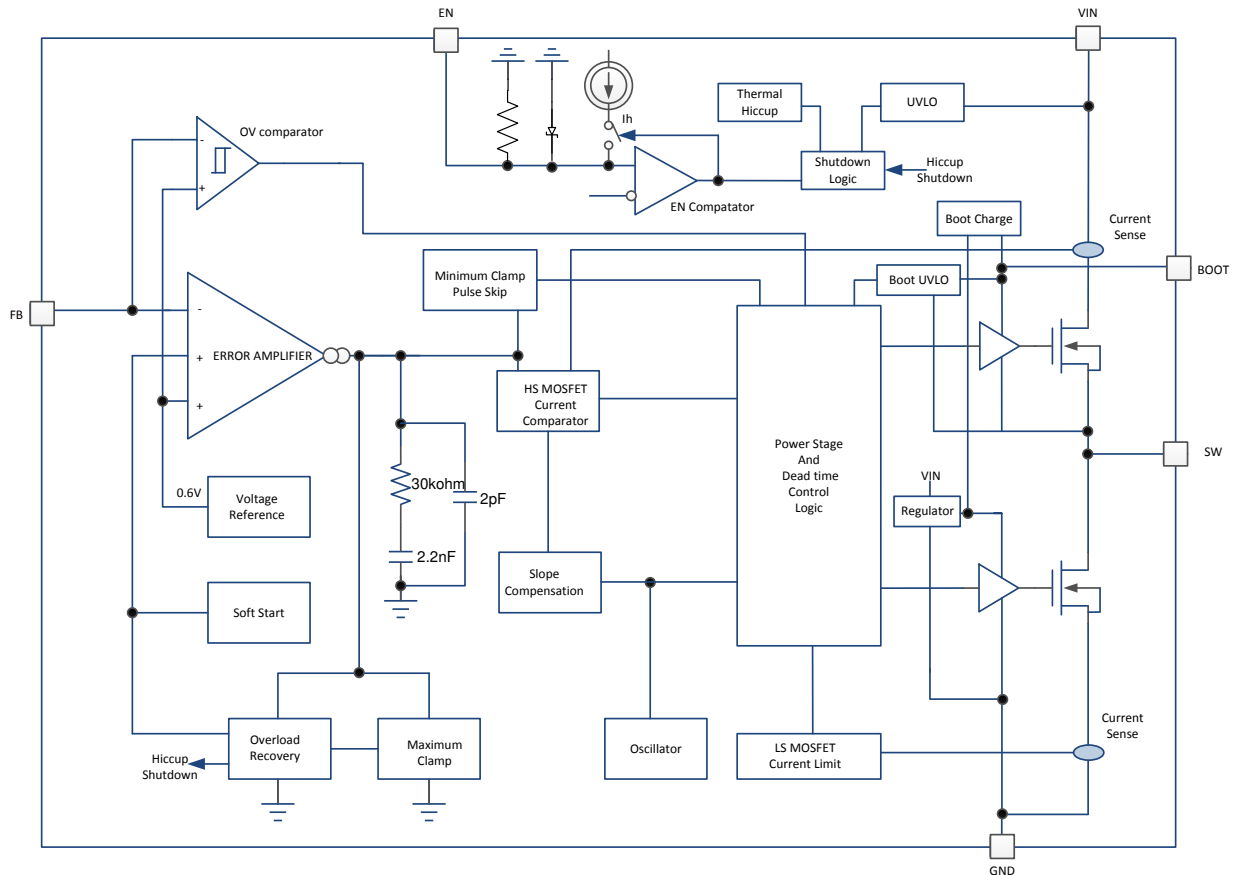 EN
VIN
Thermal
Hiccup
UVLO
OV comparator
Ih
-
+
Shutdown
Logic
Hiccup
Shutdown
EN Compatator
Boot Charge
Current
Sense
BOOT
Minimum Clamp
Pulse Skip
Boot UVLO
FB
-
ERROR AMPLIFIER
+
+
HS MOSFET
Current
Comparator
Power Stage
And
Dead time
Control
Logic
SW
30kohm
2pF
0.6V
Voltage
Reference
VIN
Regulator
2.2nF
Slope
Compensation
Soft Start
Overload
Recovery
Maximum
Clamp
Hiccup
Shutdown
Oscillator
LS MOSFET
Current Limit
Current
Sense
GND